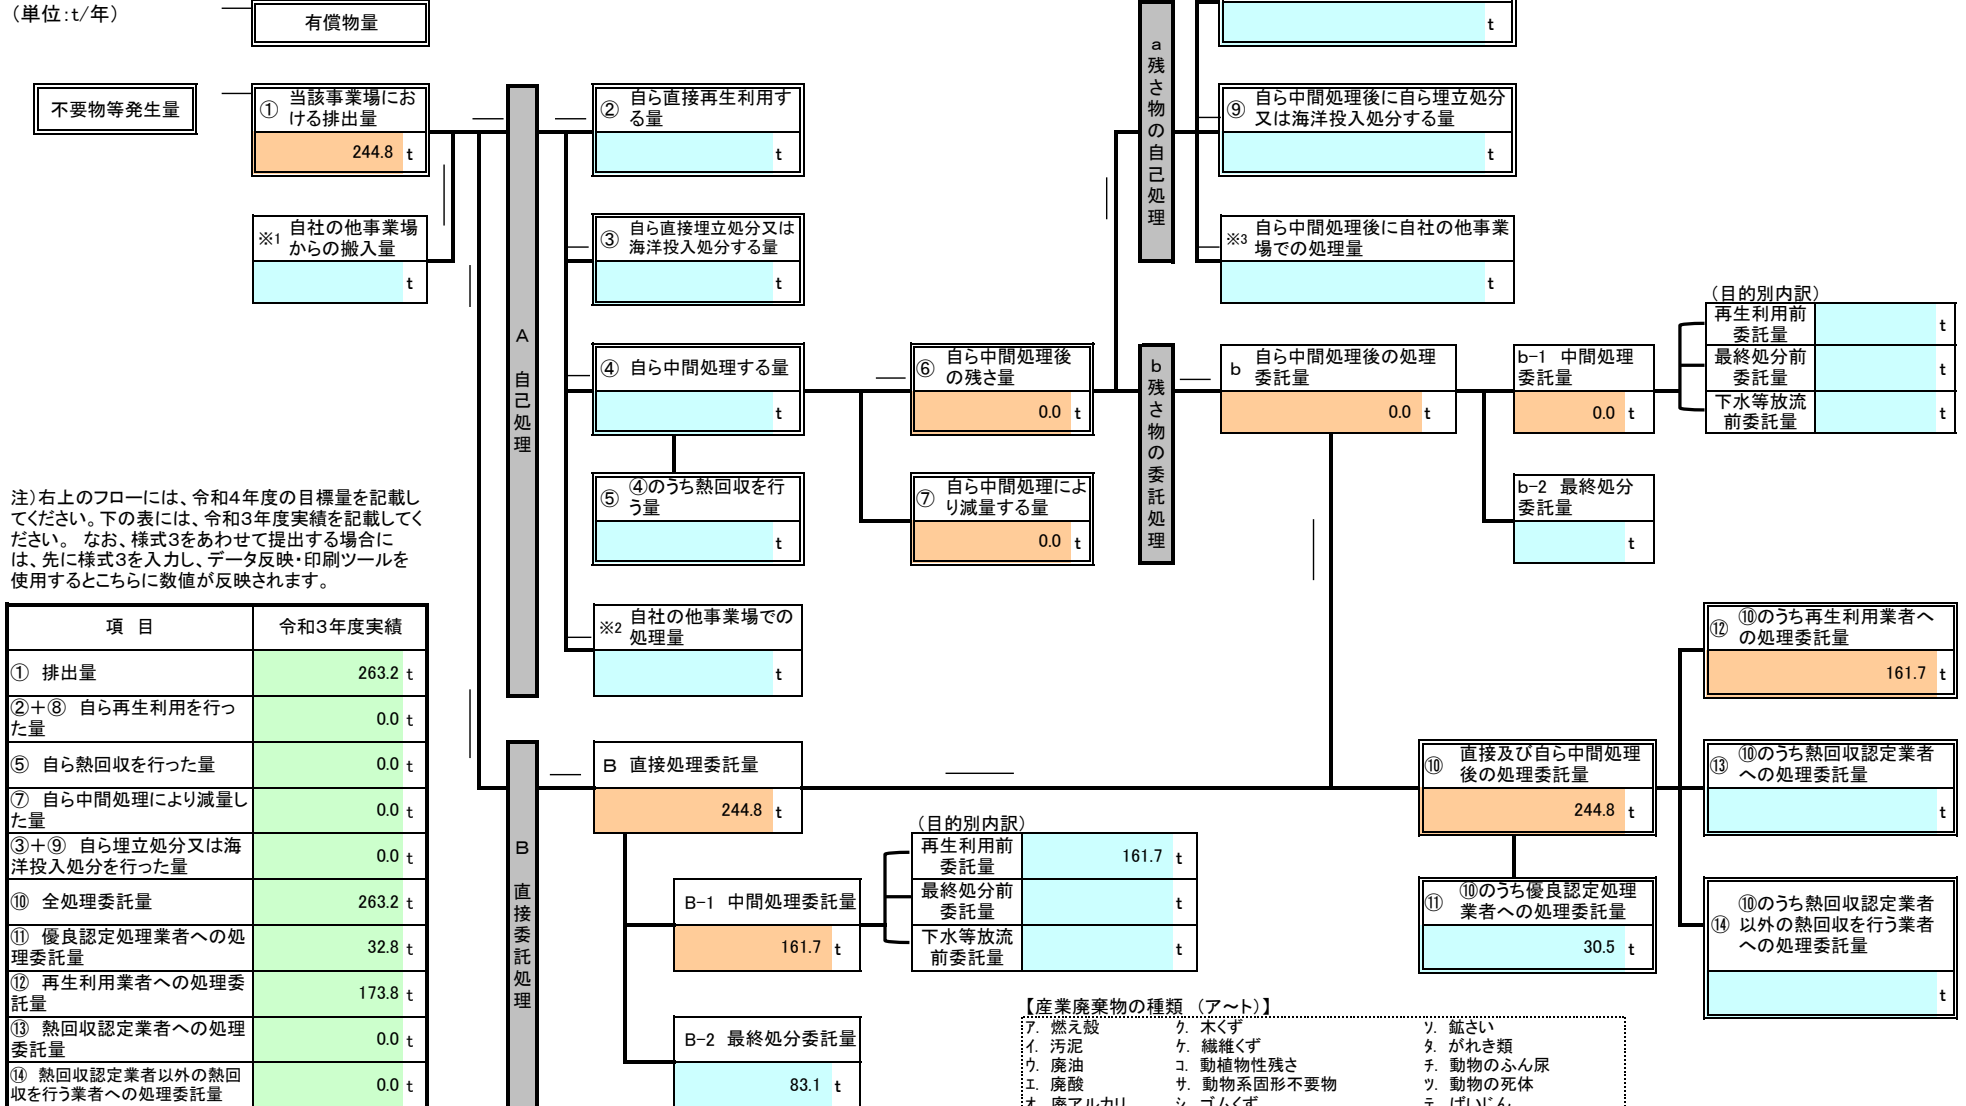 （単位：t/年）
有償物量
t
不要物等発生量
① 当該事業場にお
ける排出量
244.8 t
※1 自社の他事業場
からの搬入量
t
A 自己処理
② 自ら直接再生利用す
る量
t
③ 自ら直接埋立処分又は
海洋投入処分する量
t
④ 自ら中間処理する量
t
⑤ ④のうち熱回収を行
う量
t
※2 自社の他事業場での
処理量
t
⑥ 自ら中間処理後
の残さ量
0.0 t
⑦ 自ら中間処理によ
り減量する量
0.0 t
a残さ物の自己処理
⑨ 自ら中間処理後に自ら埋立処分
又は海洋投入処分する量
t
※3 自ら中間処理後に自社の他事業
場での処理量
t
b残さ物の委託処理
b 自ら中間処理後の処理
委託量
0.0 t
b-1 中間処理
委託量
0.0 t
b-2 最終処分
委託量
t
（目的別内訳）
再生利用前
委託量
t
最終処分前
委託量
t
下水等放流
前委託量
t
注）右上のフローには、令和４年度の目標量を記載し
てください。下の表には、令和３年度実績を記載してく
ださい。 なお、様式３をあわせて提出する場合に
は、先に様式３を入力し、データ反映・印刷ツールを
使用するとこちらに数値が反映されます。
項 目 令和３年度実績
① 排出量 263.2 t
②＋⑧ 自ら再生利用を行っ
た量 0.0 t
⑤ 自ら熱回収を行った量 0.0 t
⑦ 自ら中間処理により減量し
た量 0.0 t
③＋⑨ 自ら埋立処分又は海
洋投入処分を行った量 0.0 t
⑩ 全処理委託量 263.2 t
⑪ 優良認定処理業者への処
理委託量 32.8 t
⑫ 再生利用業者への処理委
託量 173.8 t
⑬ 熱回収認定業者への処理
委託量 0.0 t
⑭ 熱回収認定業者以外の熱回
収を行う業者への処理委託量 0.0 t
B 直接委託処理
B 直接処理委託量
244.8 t
B-1 中間処理委託量
161.7 t
B-2 最終処分委託量
83.1 t
（目的別内訳）
再生利用前
委託量
161.7 t
最終処分前
委託量
t
下水等放流
前委託量
t
⑩ 直接及び自ら中間処理
後の処理委託量
244.8 t
⑪ ⑩のうち優良認定処理
業者への処理委託量
30.5 t
⑫ ⑩のうち再生利用業者へ
の処理委託量
161.7 t
⑬ ⑩のうち熱回収認定業者
への処理委託量
t
⑭ ⑩のうち熱回収認定業者
以外の熱回収を行う業者
への処理委託量
t
【産業廃棄物の種類 （ア～ト）】
ア. 燃え殻 ク. 木くず ソ. 鉱さい
イ. 汚泥 ケ. 繊維くず タ. がれき類
ウ. 廃油 コ. 動植物性残さ チ. 動物のふん尿
エ. 廃酸 サ. 動物系固形不要物 ツ. 動物の死体
オ. 廃アルカリ シ. ゴムくず テ. ばいじん